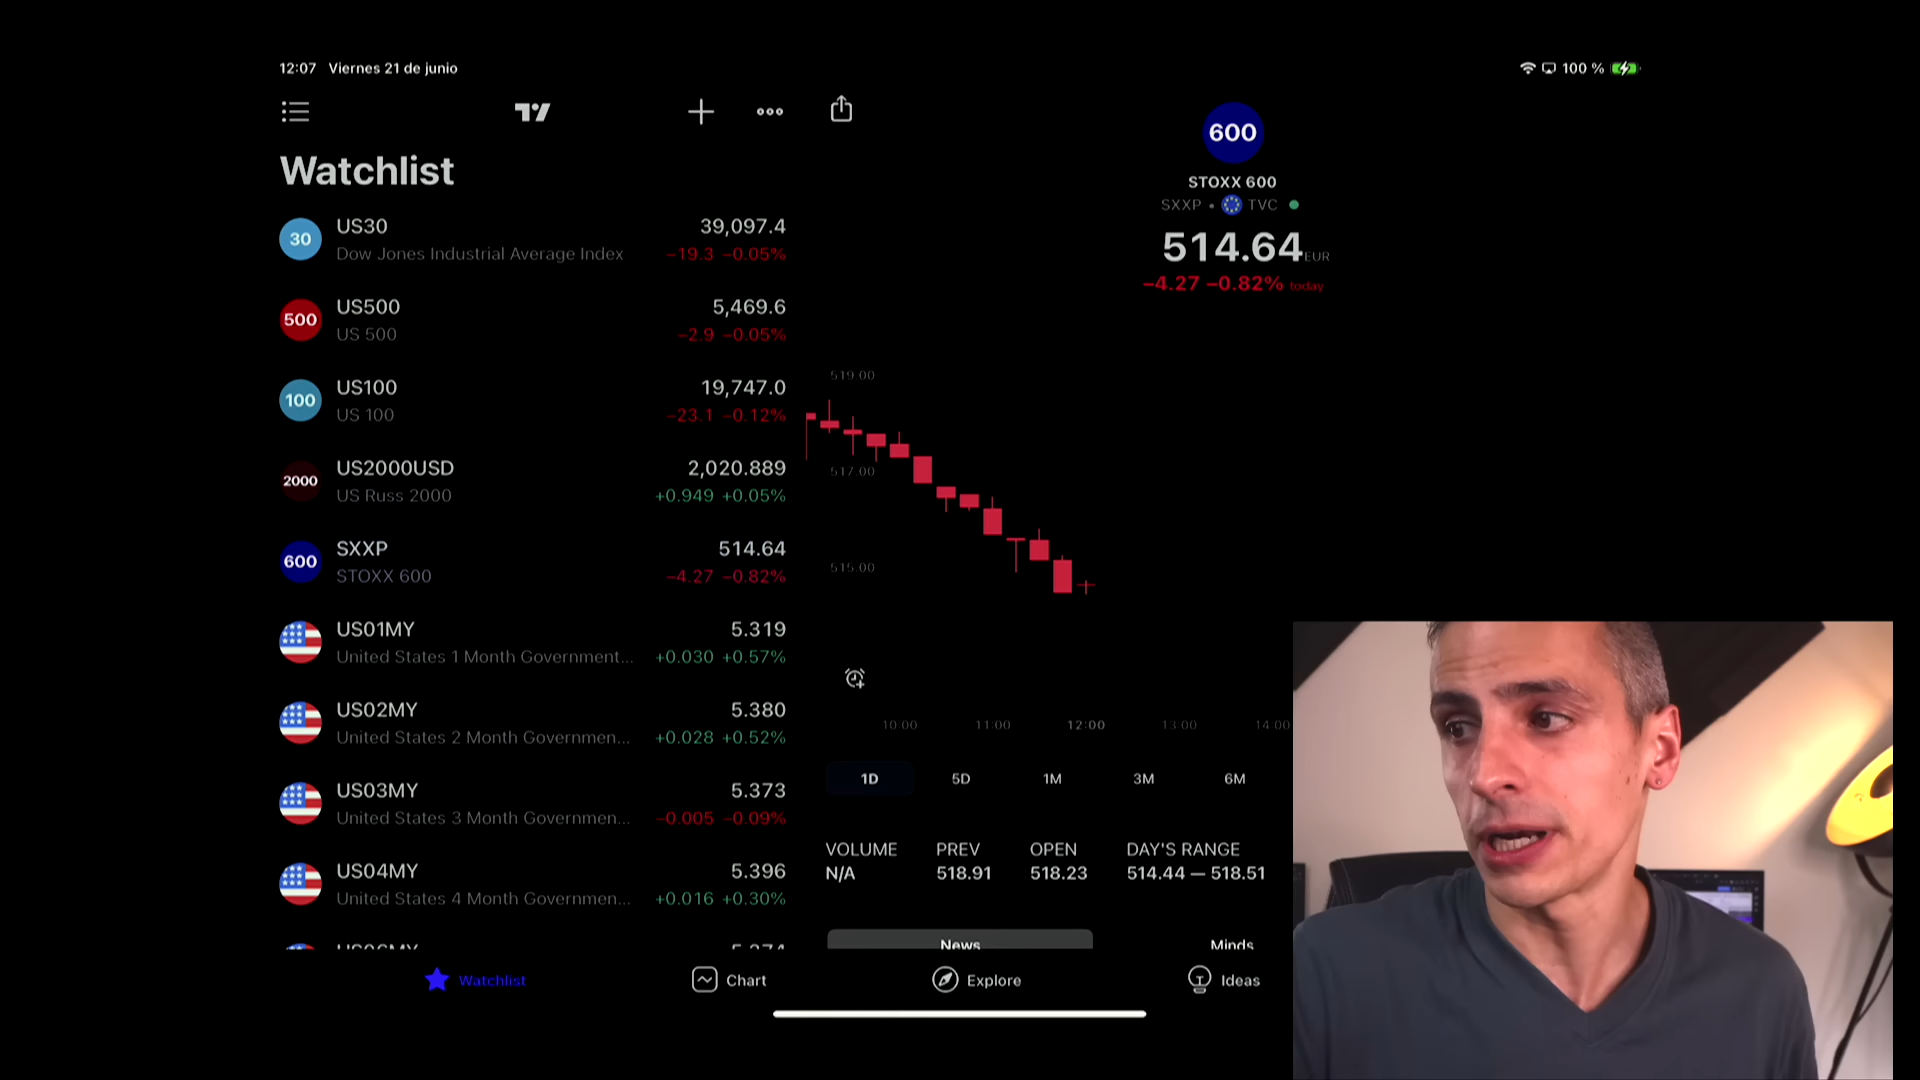 12:07 Viernes 21 de junio
100 %
Watchlist
30
US30
39,097.4
Dow Jones Industrial Average Index
−19.3 −0.05%
500
US500
5,469.6
US 500
−2.9 −0.05%
100
US100
19,747.0
US 100
−23.1 −0.12%
2000
US2000USD
2,020.889
US Russ 2000
+0.949 +0.05%
600
SXXP
514.64
STOXX 600
−4.27 −0.82%
US01MY
5.319
United States 1 Month Government...
+0.030 +0.57%
US02MY
5.380
United States 2 Month Governmen...
+0.028 +0.52%
US03MY
5.373
United States 3 Month Governmen...
−0.005 −0.09%
US04MY
5.396
United States 4 Month Governmen...
+0.016 +0.30%
600
STOXX 600
SXXP • TVC
514.64 EUR
−4.27 −0.82% today
519.00
517.00
515.00
10:00 11:00 12:00 13:00 14:00
1D 5D 1M 3M 6M
VOLUME PREV OPEN DAY'S RANGE
N/A 518.91 518.23 514.44 — 518.51
News Minds
Watchlist Chart Explore Ideas